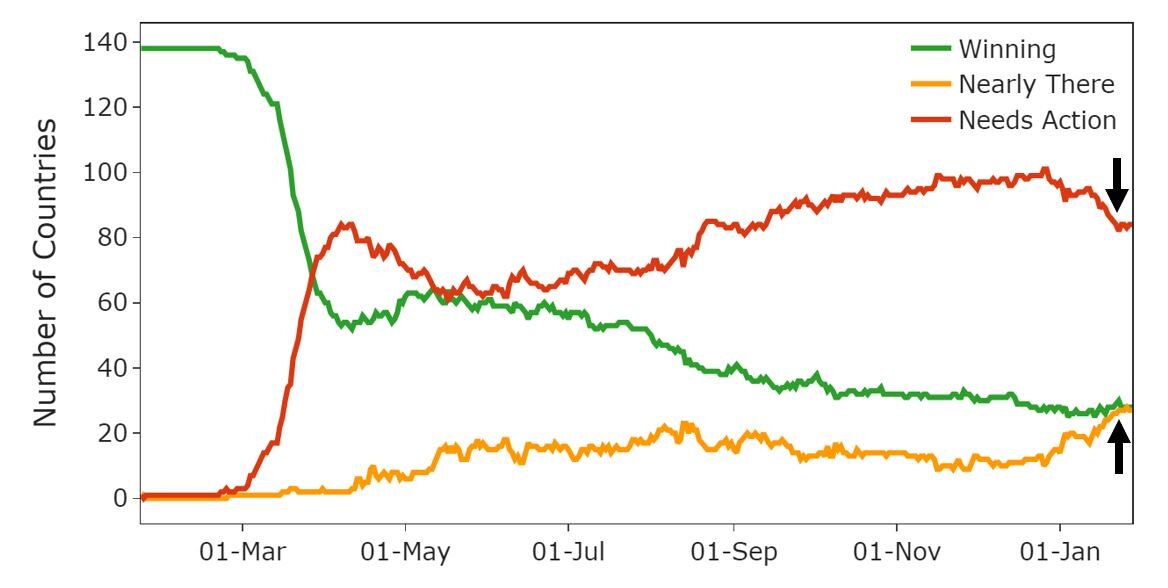 140
120
100
80
60
40
20
0
Number of Countries
Winning
Nearly There
Needs Action
01-Mar 01-May 01-Jul 01-Sep 01-Nov 01-Jan